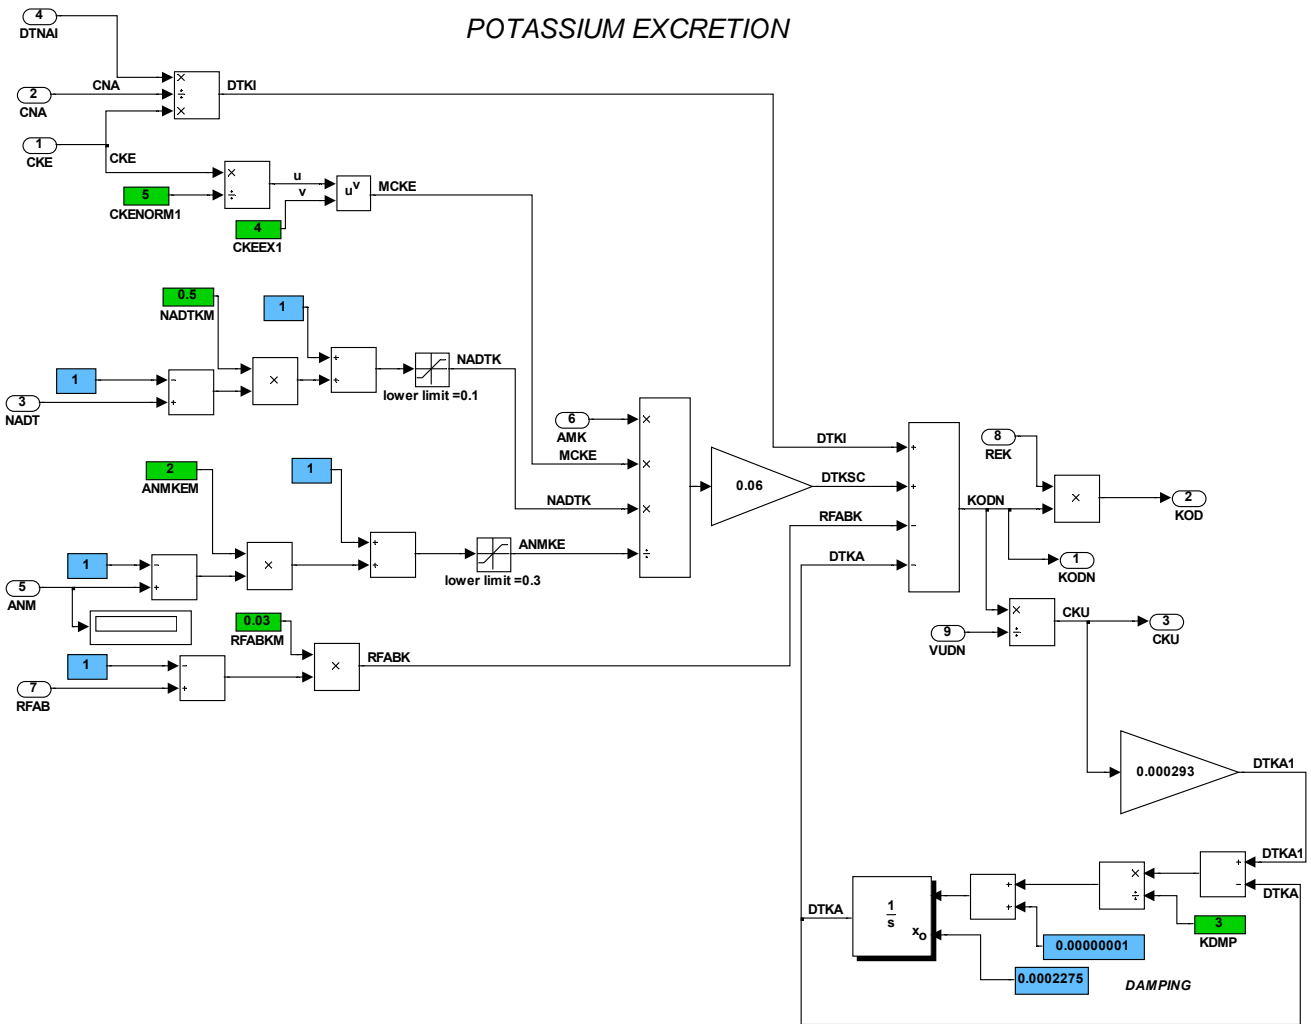 POTASSIUM EXCRETION
4
DTNAI
CNA
2
CNA
1
CKE
CKE
×
÷
×
DTKI
5
CKENORM1
×
÷
u
v
u^v
MCKE
4
CKEEX1
0.5
NADTKM
1
1
3
NADT
-
+
×
+
+
lower limit =0.1
NADTK
2
ANMKEM
1
1
5
ANM
-
+
×
+
+
lower limit =0.3
ANMKE
0.03
RFABKM
1
7
RFAB
-
+
×
RFABK
6
AMK
MCKE
NADTK
×
×
×
÷
0.06
DTKI
DTKSC
RFABK
DTKA
+
+
-
-
KODN
8
REK
×
2
KOD
1
KODN
9
VUDN
×
÷
CKU
3
CKU
0.000293
DTKA1
DTKA1
DTKA
+
-
×
÷
3
KDMP
+
+
0.00000001
0.0002275
DAMPING
1
s
xo
DTKA